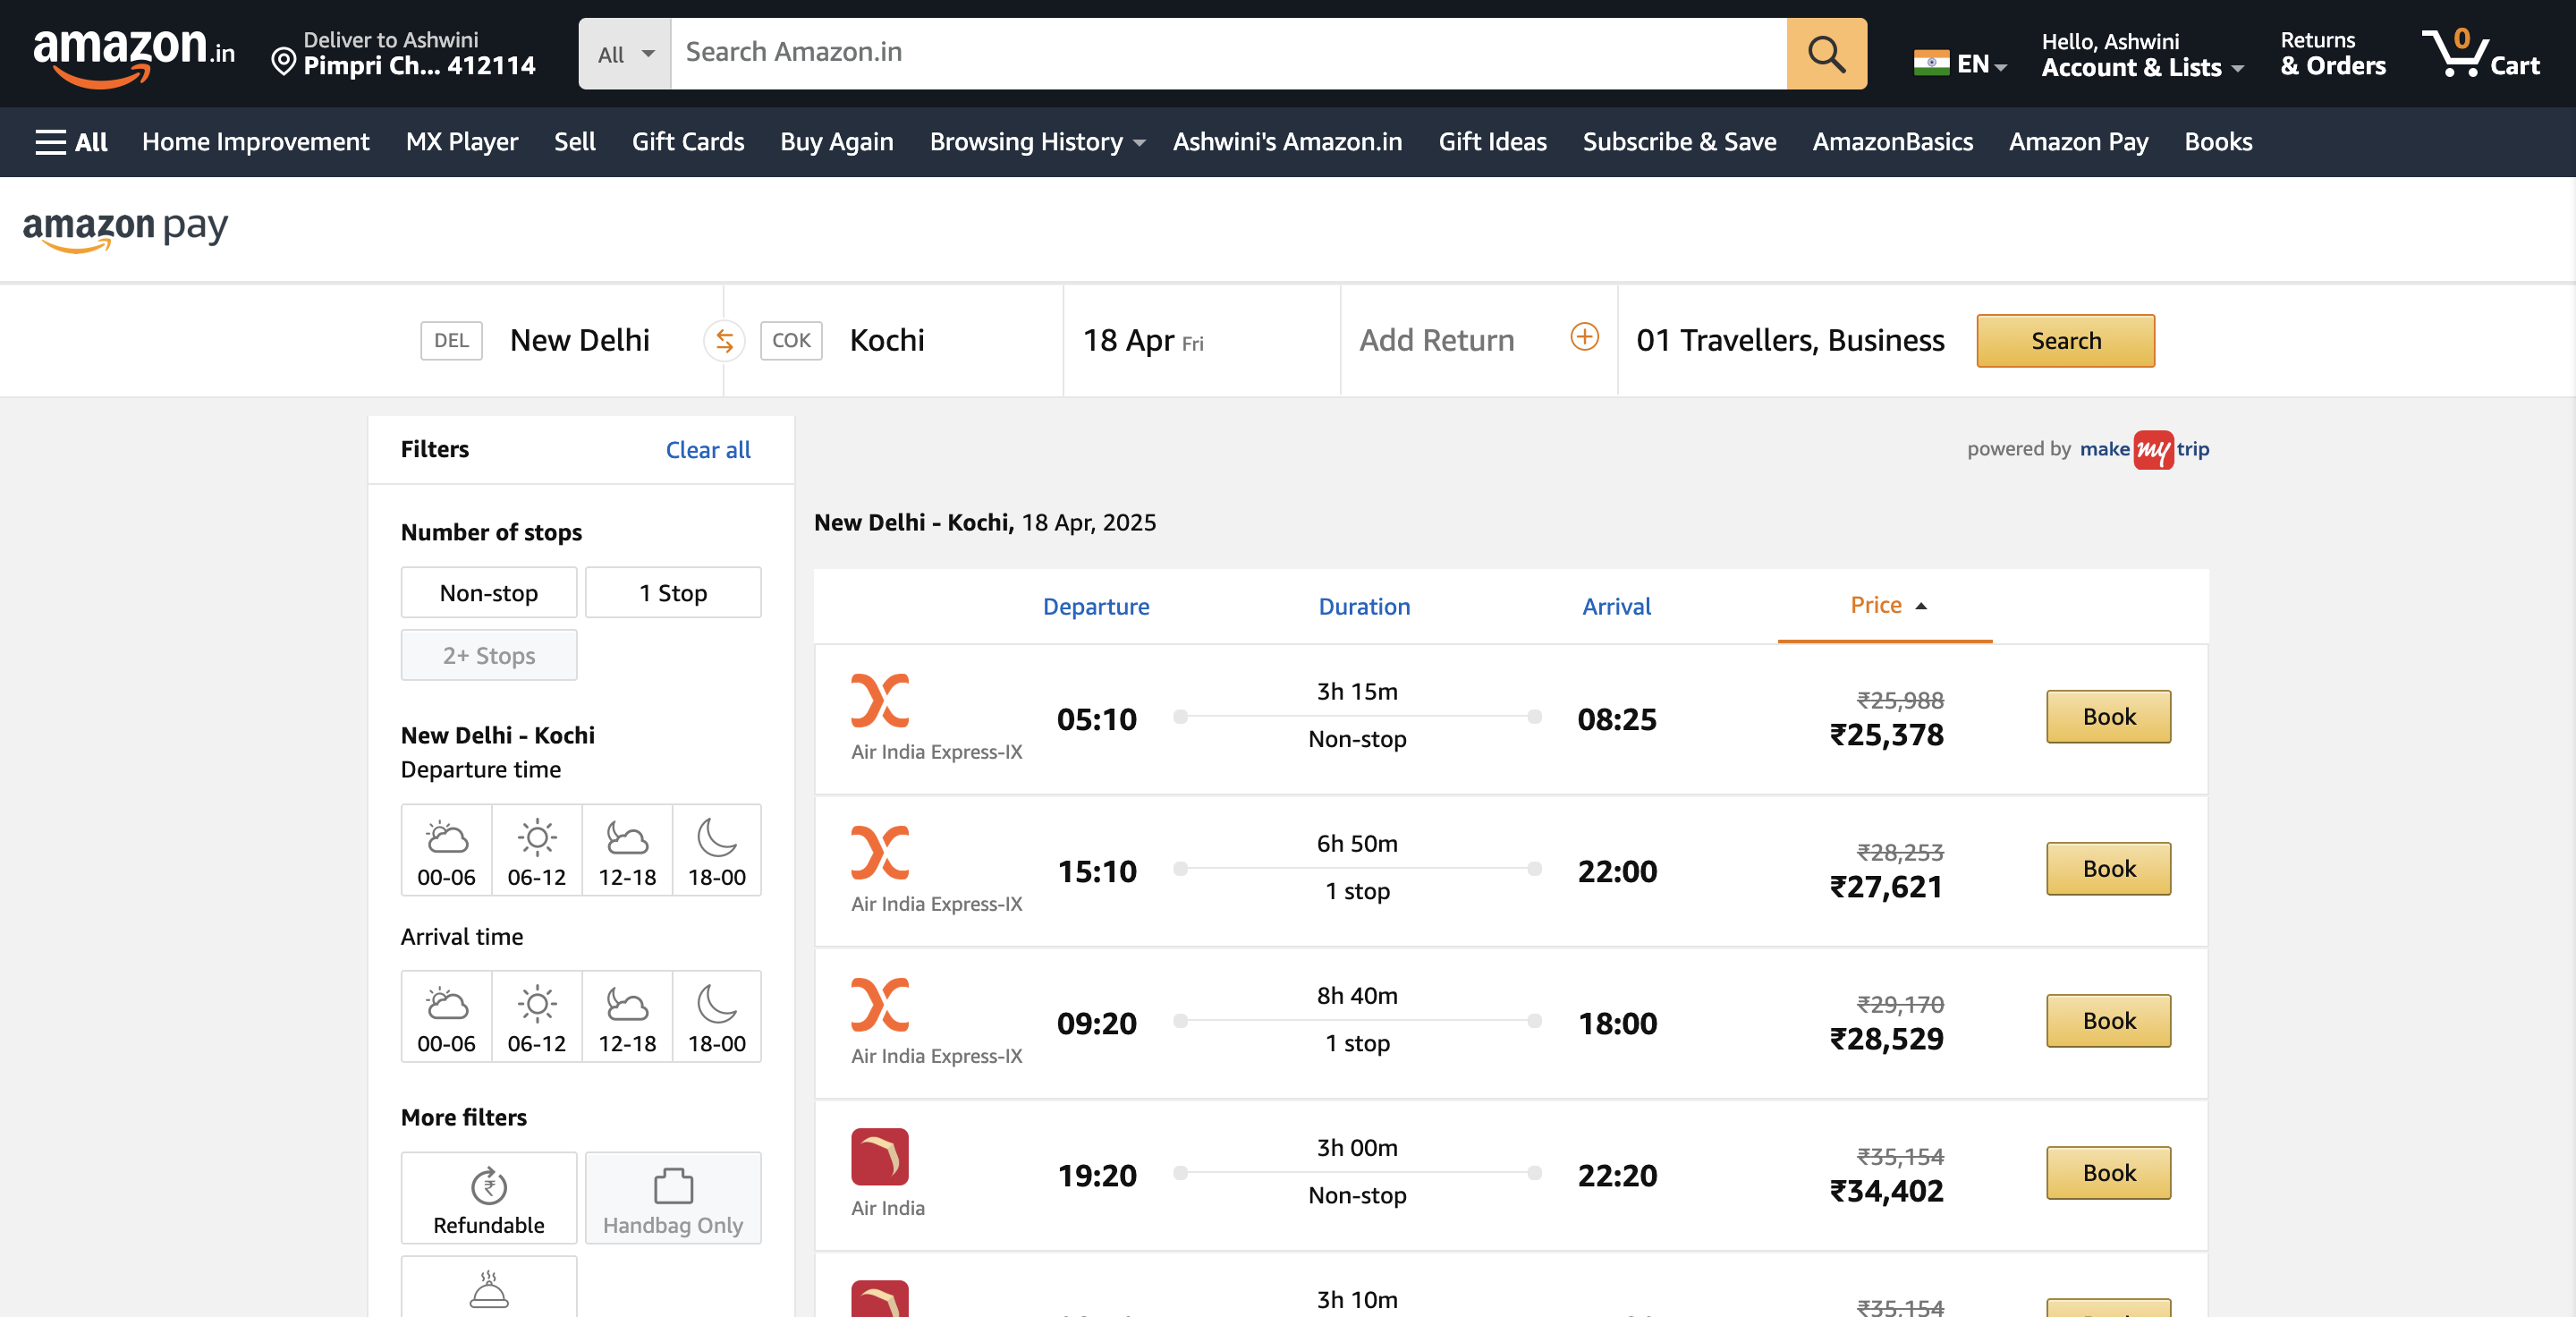 amazon.in
Deliver to Ashwini
Pimpri Ch... 412114
All
Search Amazon.in
EN
Hello, Ashwini
Account & Lists
Returns
& Orders
0
Cart
All
Home Improvement
MX Player
Sell
Gift Cards
Buy Again
Browsing History
Ashwini's Amazon.in
Gift Ideas
Subscribe & Save
AmazonBasics
Amazon Pay
Books
amazon pay
DEL New Delhi
COK Kochi
18 Apr Fri
Add Return
01 Travellers, Business
Search
Filters
Clear all
Number of stops
Non-stop
1 Stop
2+ Stops
New Delhi - Kochi
Departure time
00-06 06-12 12-18 18-00
Arrival time
00-06 06-12 12-18 18-00
More filters
₹
Refundable
Handbag Only
powered by make my trip
New Delhi - Kochi, 18 Apr, 2025
Departure Duration Arrival Price
Air India Express-IX
05:10
3h 15m
Non-stop
08:25
₹25,988
₹25,378
Book
Air India Express-IX
15:10
6h 50m
1 stop
22:00
₹28,253
₹27,621
Book
Air India Express-IX
09:20
8h 40m
1 stop
18:00
₹29,170
₹28,529
Book
Air India
19:20
3h 00m
Non-stop
22:20
₹35,154
₹34,402
Book
3h 10m
₹35,154